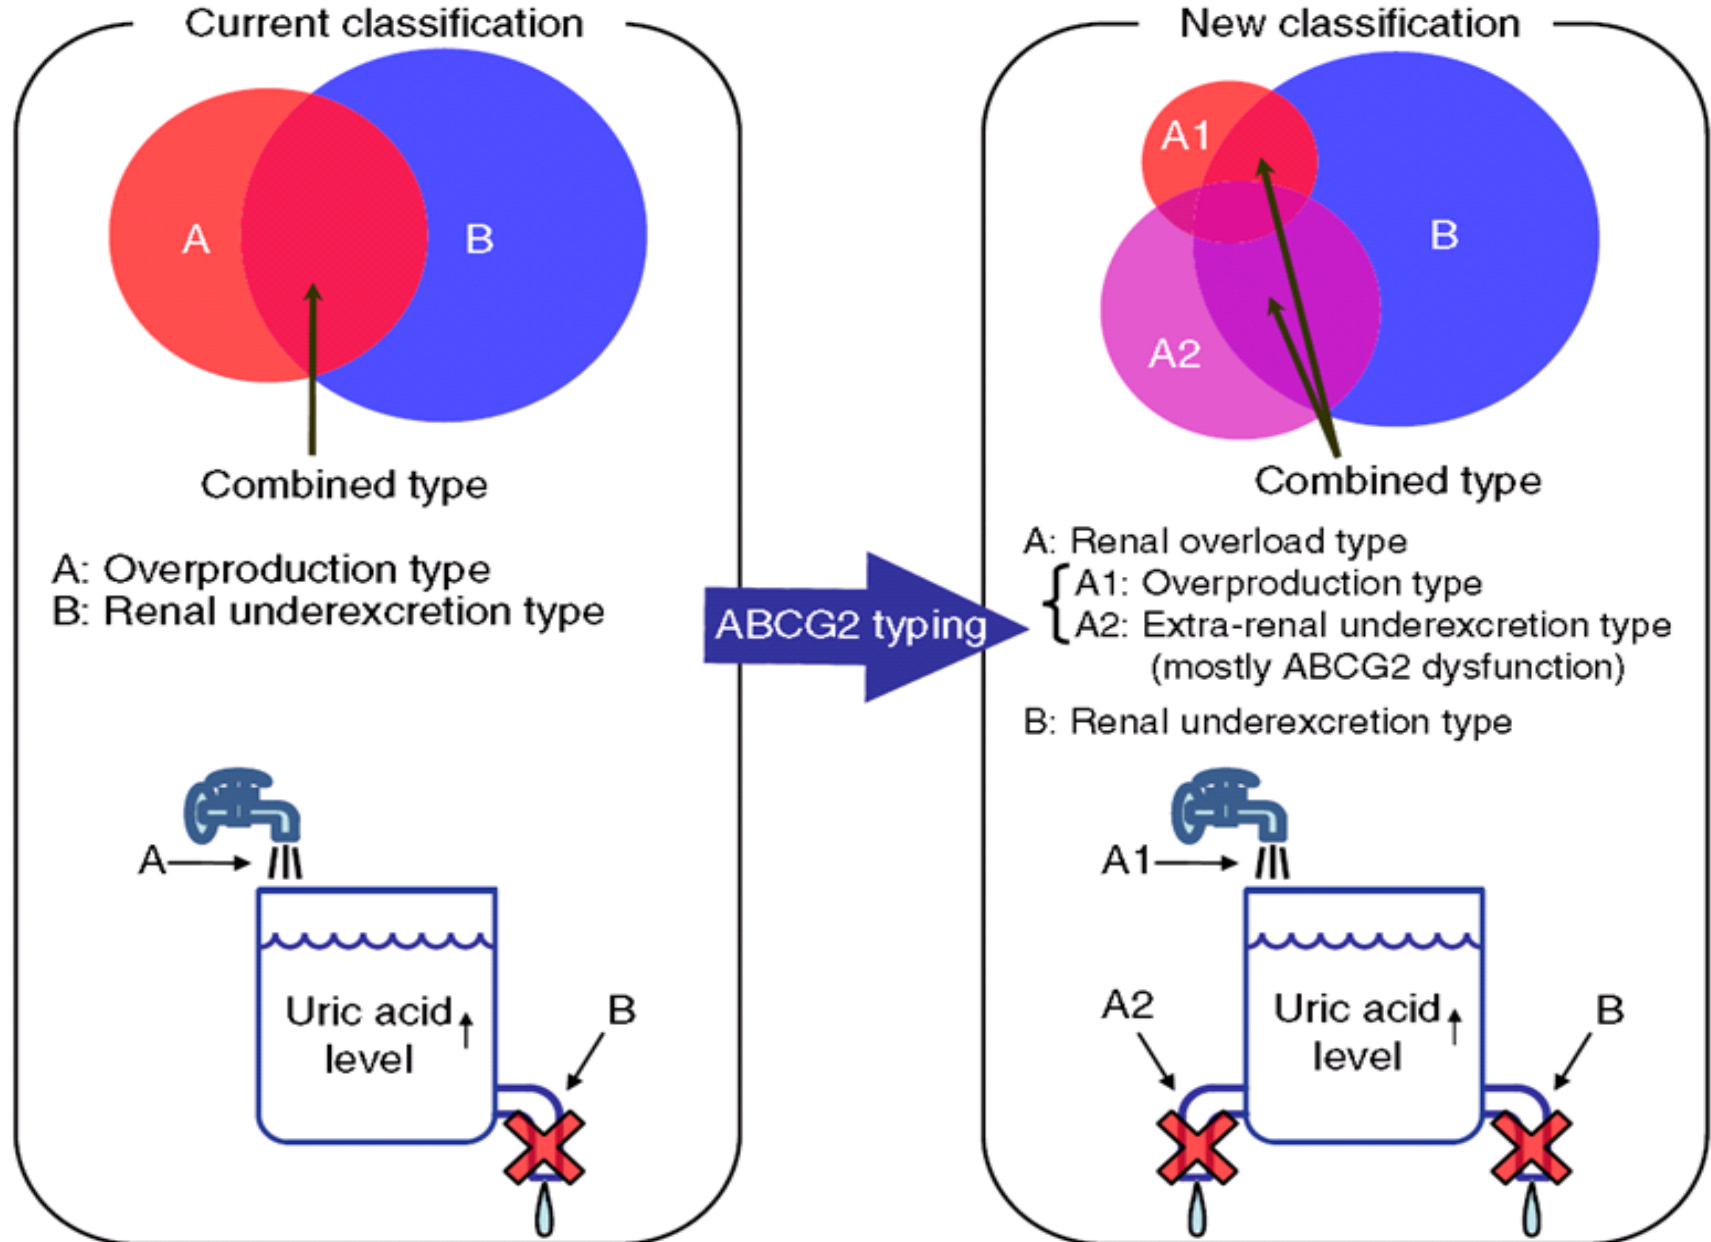 Current classification
A
B
Combined type
A: Overproduction type
B: Renal underexcretion type
A
Uric acid
level
B
ABCG2 typing
New classification
A1
B
A2
Combined type
A: Renal overload type
A1: Overproduction type
A2: Extra-renal underexcretion type
(mostly ABCG2 dysfunction)
B: Renal underexcretion type
A1
A2
Uric acid
level
B